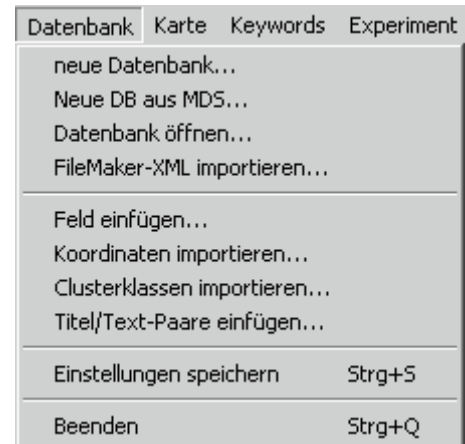 Datenbank Karte Keywords Experiment
neue Datenbank...
Neue DB aus MDS...
Datenbank öffnen...
FileMaker-XML importieren...
Feld einfügen...
Koordinaten importieren...
Clusterklassen importieren...
Titel/Text-Paare einfügen...
Einstellungen speichern Strg+S
Beenden Strg+Q